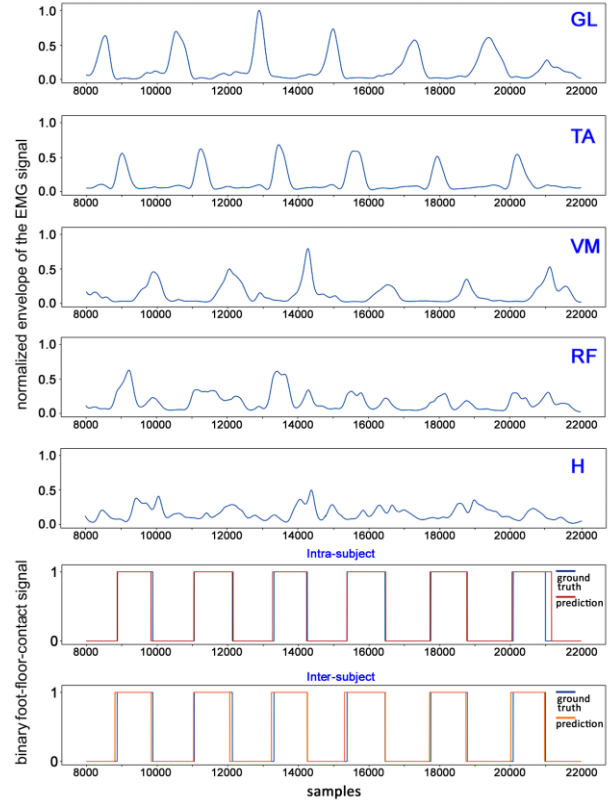 normalized envelope of the EMG signal
GL
1.0
0.5
0.0
8000 10000 12000 14000 16000 18000 20000 22000
TA
1.0
0.5
0.0
8000 10000 12000 14000 16000 18000 20000 22000
VM
1.0
0.5
0.0
8000 10000 12000 14000 16000 18000 20000 22000
RF
1.0
0.5
0.0
8000 10000 12000 14000 16000 18000 20000 22000
H
1.0
0.5
0.0
8000 10000 12000 14000 16000 18000 20000 22000
binary foot-floor-contact signal
Intra-subject
1
0
ground
truth
prediction
8000 10000 12000 14000 16000 18000 20000 22000
Inter-subject
1
0
ground
truth
prediction
8000 10000 12000 14000 16000 18000 20000 22000
samples